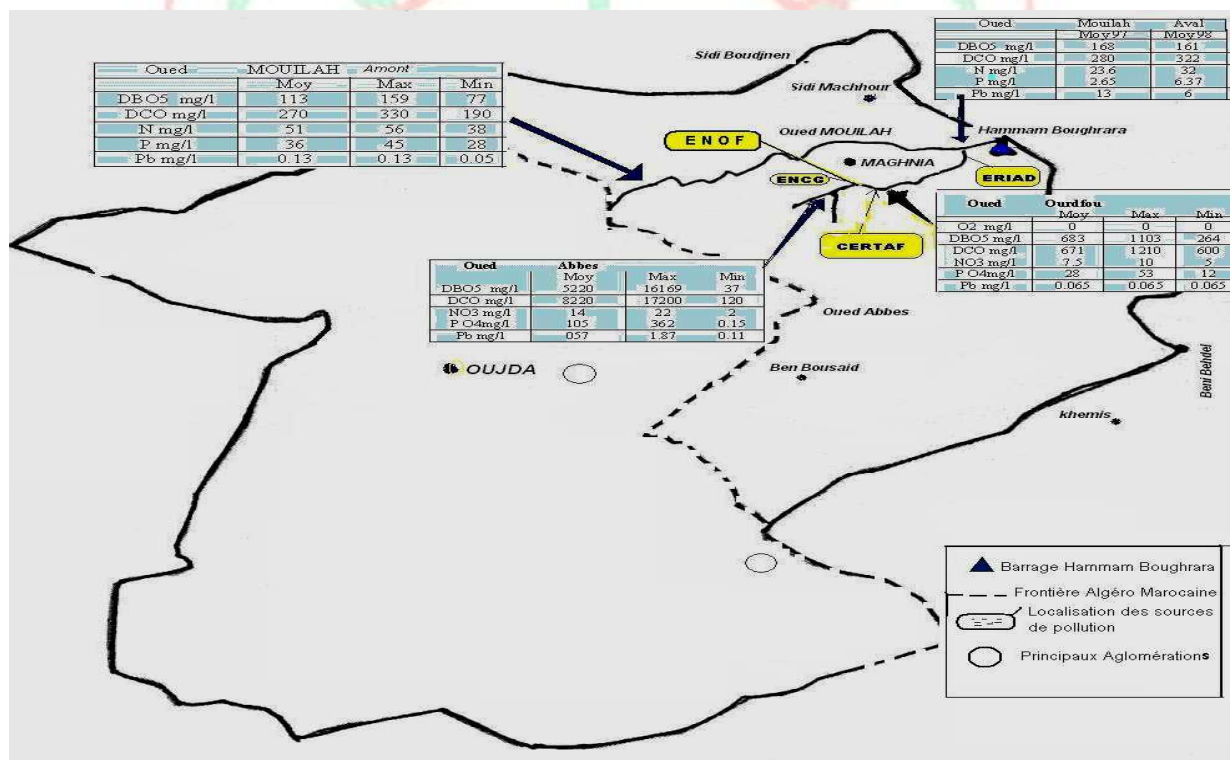 Oued MOUILAH Amont
Moy Max Min
DBO5 mg/l 113 159 77
DCO mg/l 270 330 190
N mg/l 51 56 38
P mg/l 36 45 28
Pb mg/l 0.13 0.13 0.05
Oued Mouilah Aval
Moy97 Moy98
DBO5 mg/l 168 161
DCO mg/l 280 322
N mg/l 23.6 32
P mg/l 2.65 6.37
Pb mg/l 13 6
Sidi Boudjnen
Sidi Machhour
Oued MOUILAH
Hammam Boughrara
ENOF
MAGHNIA
ENCG
ERIAD
CERTAF
Oued Ourdfou
Moy Max Min
O2 mg/l 0 0 0
DBO5 mg/l 683 1103 264
DCO mg/l 671 1210 600
NO3 mg/l 7.5 10 5
P O4mg/l 28 53 12
Pb mg/l 0.065 0.065 0.065
Oued Abbes
Moy Max Min
DBO5 mg/l 5220 16169 37
DCO mg/l 8220 17200 120
NO3 mg/l 14 22 2
P O4mg/l 105 362 0.15
Pb mg/l 057 1.87 0.11
Oued Abbes
OUJDA
Ben Bousaid
Beni Behdel
khemis
Barrage Hammam Boughrara
Frontière Algéro Marocaine
Localisation des sources
de pollution
Principaux Aglomérations